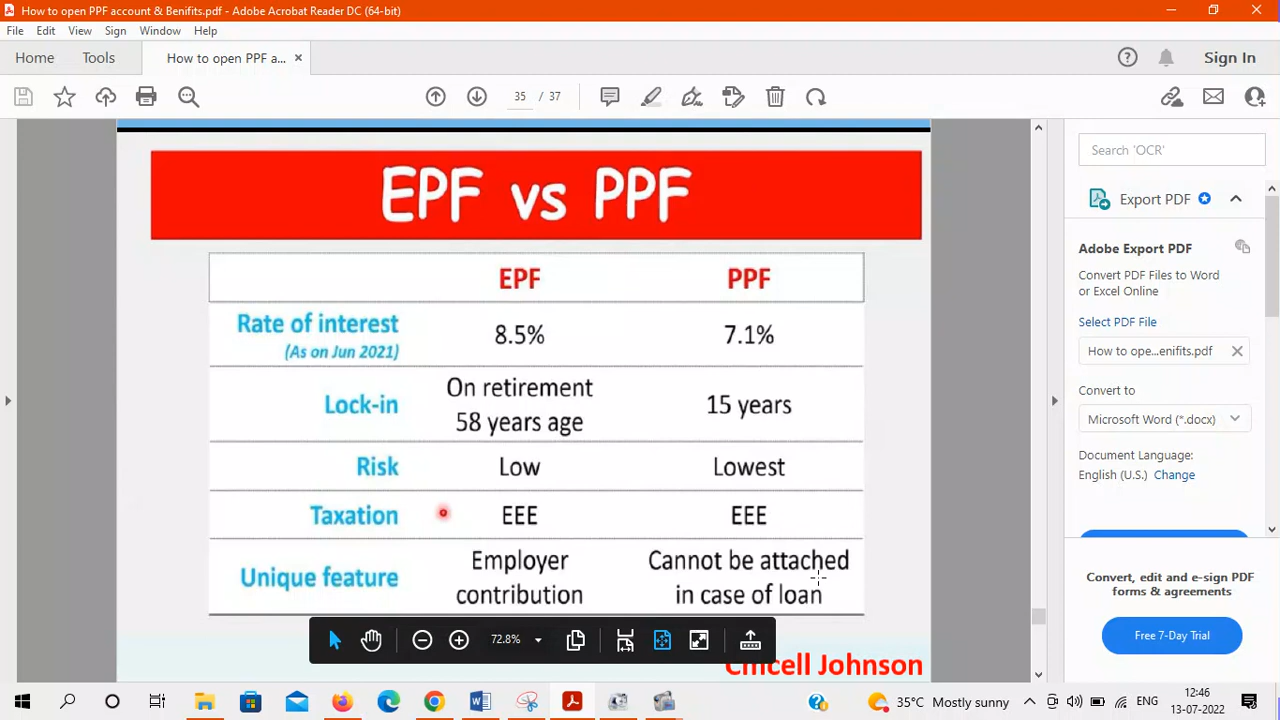 How to open PPF account & Benifits.pdf - Adobe Acrobat Reader DC (64-bit)
File Edit View Sign Window Help
Home Tools How to open PPF a... Sign In
35 / 37
EPF vs PPF
EPF PPF
Rate of interest
(As on Jun 2021)
8.5% 7.1%
Lock-in
On retirement
58 years age
15 years
Risk Low Lowest
Taxation EEE EEE
Unique feature
Employer
contribution
Cannot be attached
in case of loan
72.8%
Johnson
Search 'OCR'
Export PDF
Adobe Export PDF
Convert PDF Files to Word
or Excel Online
Select PDF File
How to ope...enifits.pdf
Convert to
Microsoft Word (*.docx)
Document Language:
English (U.S.) Change
Convert, edit and e-sign PDF
forms & agreements
Free 7-Day Trial
35°C Mostly sunny
ENG
12:46
13-07-2022